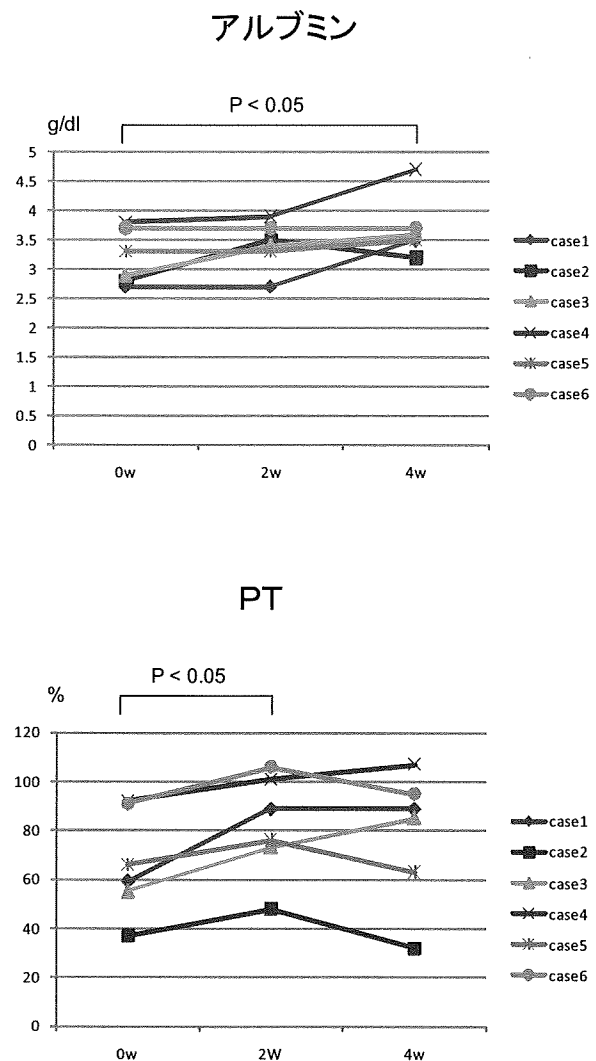 アルブミン
P < 0.05
g/dl
5
4.5
4
3.5
3
2.5
2
1.5
1
0.5
0
0w
2w
4w
case1
case2
case3
case4
case5
case6
PT
P < 0.05
%
120
100
80
60
40
20
0
0w
2W
4w
case1
case2
case3
case4
case5
case6